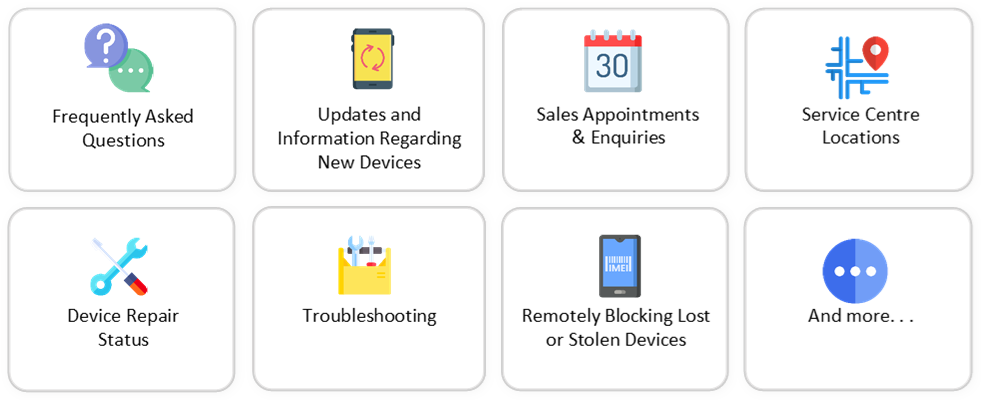 ?
Frequently Asked
Questions
Updates and
Information Regarding
New Devices
30
Sales Appointments
& Enquiries
Service Centre
Locations
Device Repair
Status
Troubleshooting
IMEI
Remotely Blocking Lost
or Stolen Devices
And more. . .